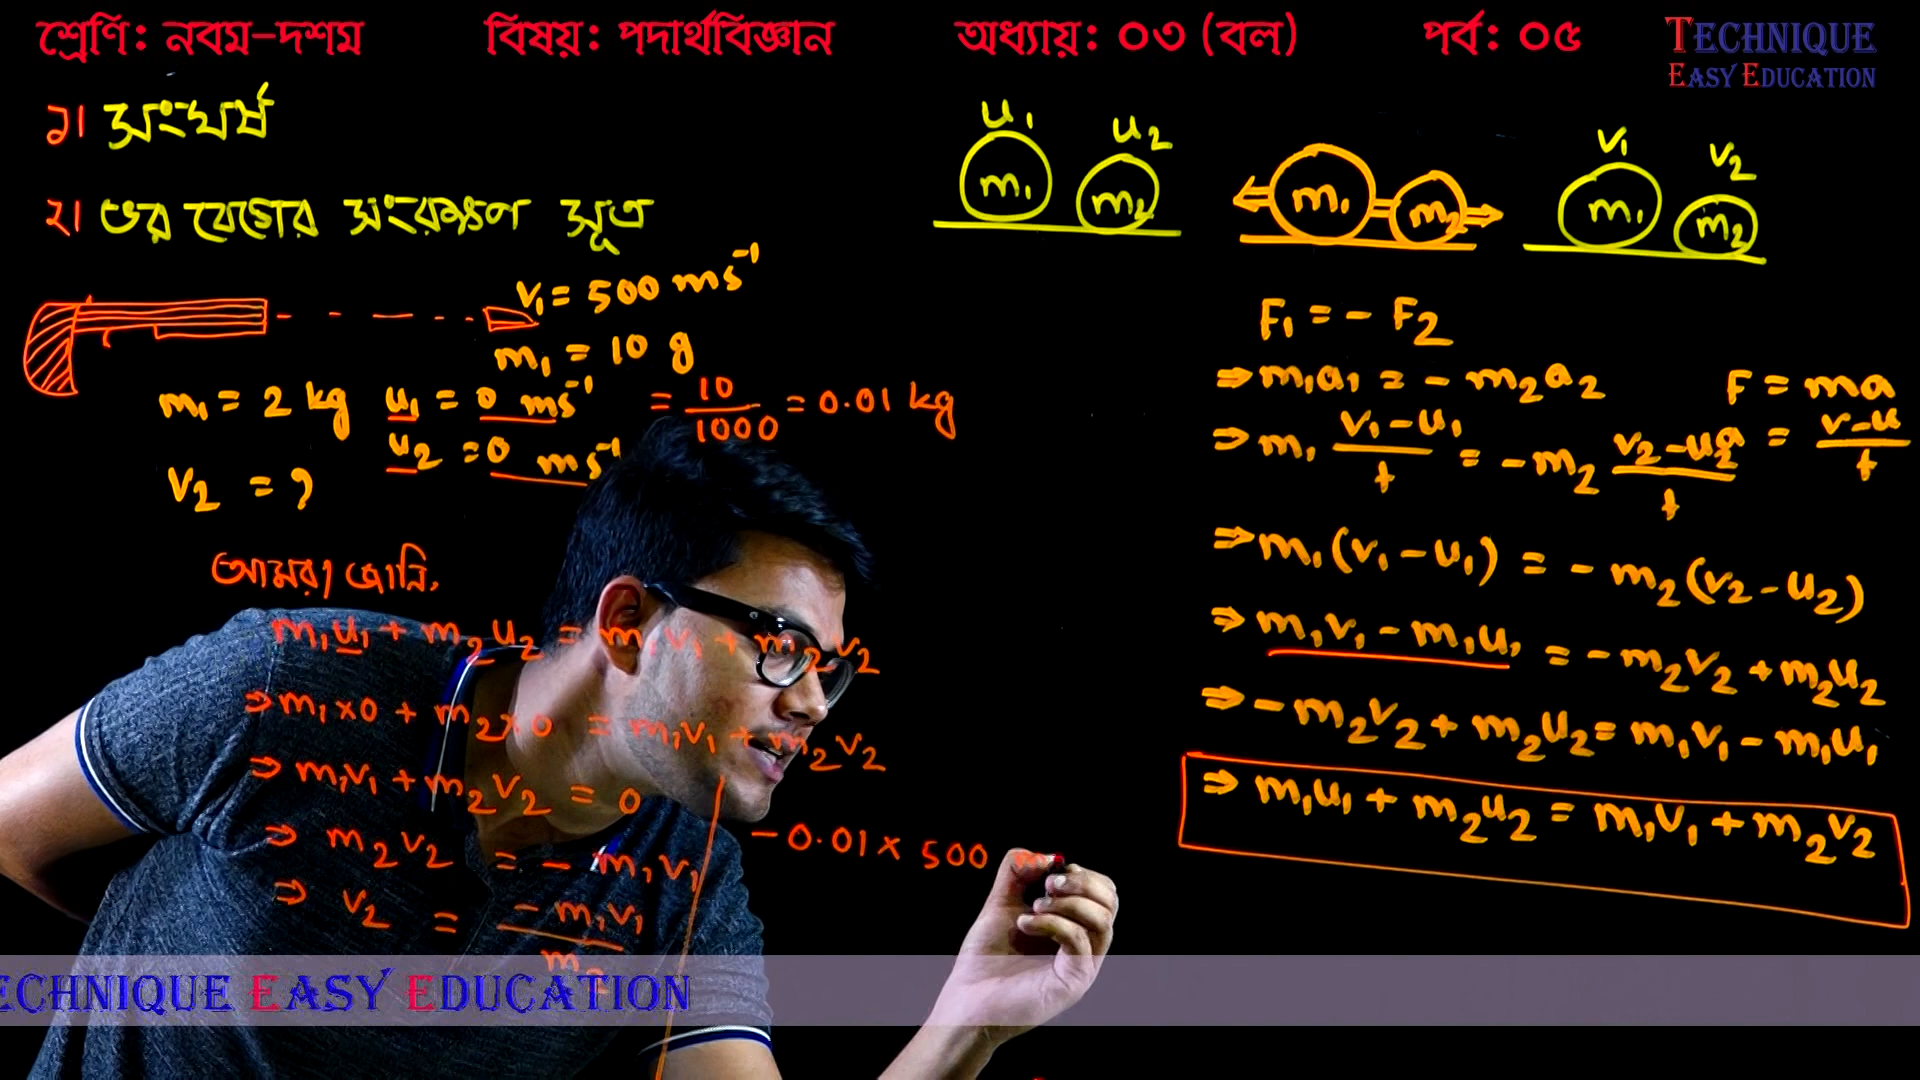 শ্রেণি: নবম-দশম বিষয়: পদার্থবিজ্ঞান অধ্যায়: ০৩ (বল) পর্ব: ০৫ TECHNIQUE
EASY EDUCATION
১। সংঘর্ষ
২। ভর বেগের সংরক্ষণ সূত্র
u₁ u₂ v₁ v₂
m₁ m₂ m₁ m₂ m₁ m₂
v₁ = 500 ms⁻¹
m₁ = 10 g
= 10/1000 = 0.01 kg
m₁ = 2 kg u₁ = 0 ms⁻¹
u₂ = 0 ms⁻¹
v₂ = ?
আমরা জানি,
m₁u₁ + m₂u₂ = m₁v₁ + m₂v₂
⇒ m₁×0 + m₂×0 = m₁v₁ + m₂v₂
⇒ m₁v₁ + m₂v₂ = 0
⇒ m₂v₂ = - m₁v₁
⇒ v₂ = -m₁v₁/m₂
- 0.01 × 500 m
F₁ = - F₂
⇒ m₁a₁ = - m₂a₂ F = ma
⇒ m₁ (v₁-u₁)/t = -m₂ (v₂-u₂)/t a = (v-u)/t
⇒ m₁(v₁-u₁) = - m₂(v₂-u₂)
⇒ m₁v₁ - m₁u₁ = - m₂v₂ + m₂u₂
⇒ - m₂v₂ + m₂u₂ = m₁v₁ - m₁u₁
⇒ m₁u₁ + m₂u₂ = m₁v₁ + m₂v₂
ECHNIQUE EASY EDUCATION